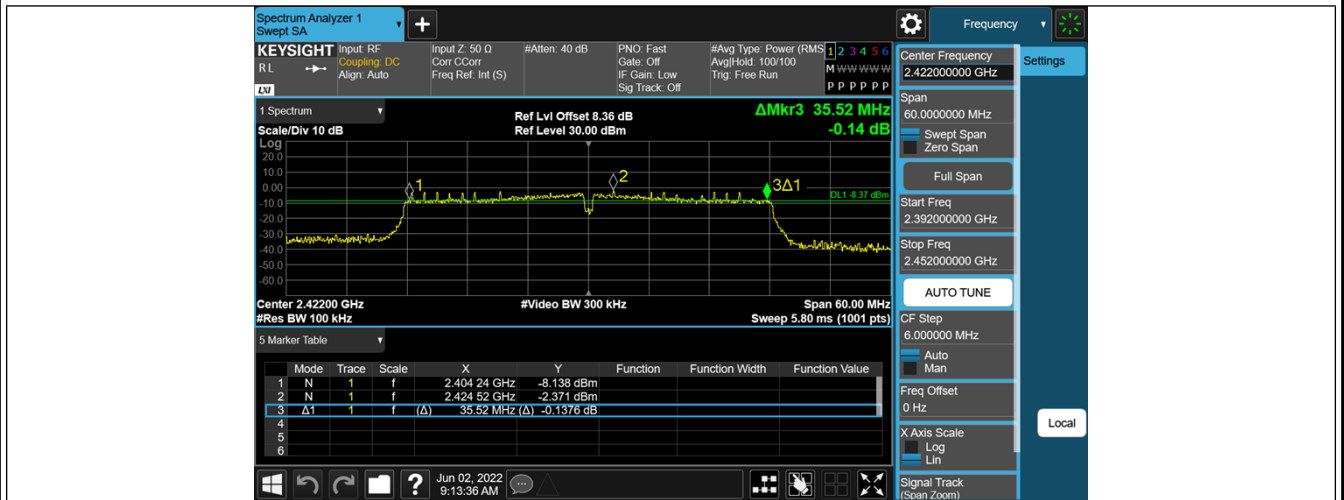 Spectrum Analyzer 1
Swept SA
+
Frequency
KEYSIGHT
RL
LXI
Input: RF
Coupling: DC
Align: Auto
Input Z: 50 Ω
Corr CCorr
Freq Ref: Int (S)
#Atten: 40 dB
PNO: Fast
Gate: Off
IF Gain: Low
Sig Track: Off
#Avg Type: Power (RMS
Avg|Hold: 100/100
Trig: Free Run
1 2 3 4 5 6
M W W W W W
P P P P P P
1 Spectrum
Scale/Div 10 dB
Ref Lvl Offset 8.36 dB
Ref Level 30.00 dBm
ΔMkr3 35.52 MHz
-0.14 dB
Log
20.0
10.0
0.00
-10.0
-20.0
-30.0
-40.0
-50.0
-60.0
1
2
3Δ1
DL1 -8.37 dBm
Center 2.42200 GHz
#Video BW 300 kHz
Span 60.00 MHz
#Res BW 100 kHz
Sweep 5.80 ms (1001 pts)
5 Marker Table
Mode Trace Scale X Y Function Function Width Function Value
1 N 1 f 2.404 24 GHz -8.138 dBm
2 N 1 f 2.424 52 GHz -2.371 dBm
3 Δ1 1 f (Δ) 35.52 MHz (Δ) -0.1376 dB
4
5
6
?
Jun 02, 2022
9:13:36 AM
Center Frequency
2.422000000 GHz
Settings
Span
60.0000000 MHz
Swept Span
Zero Span
Full Span
Start Freq
2.392000000 GHz
Stop Freq
2.452000000 GHz
AUTO TUNE
CF Step
6.000000 MHz
Auto
Man
Freq Offset
0 Hz
X Axis Scale
Log
Lin
Local
Signal Track
(Span Zoom)